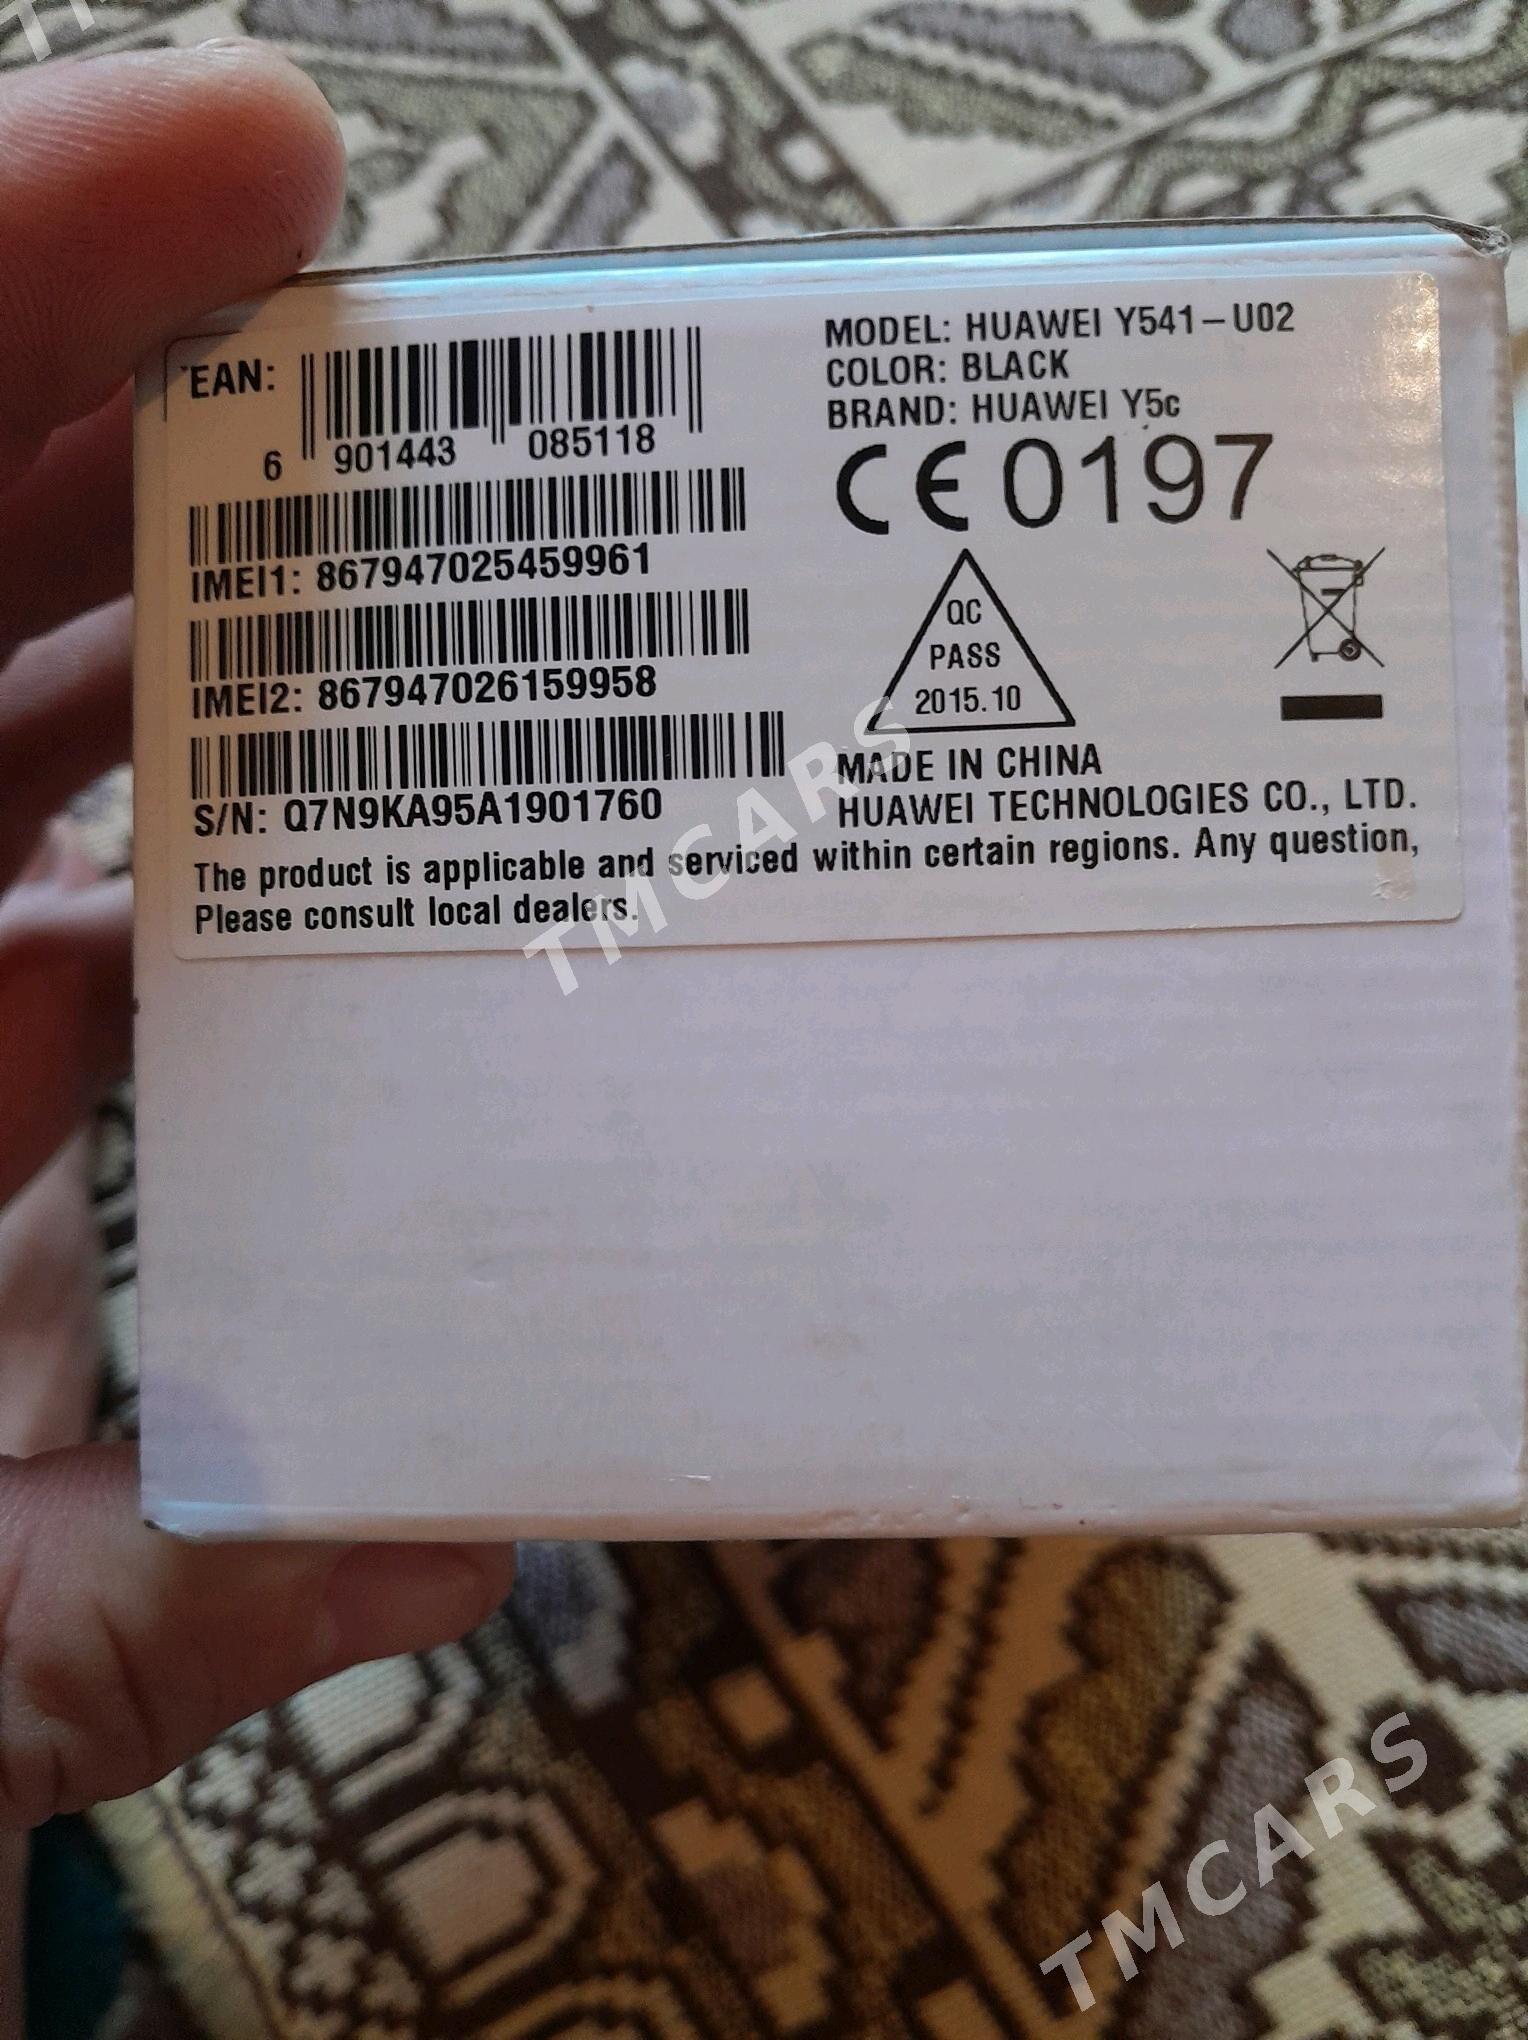 EAN:
6 901443 085118
IMEI1: 867947025459961
IMEI2: 867947026159958
S/N: Q7N9KA95A1901760
MODEL: HUAWEI Y541-U02
COLOR: BLACK
BRAND: HUAWEI Y5c
CE0197
QC
PASS
2015.10
MADE IN CHINA
HUAWEI TECHNOLOGIES CO., LTD.
The product is applicable and serviced within certain regions. Any question,
Please consult local dealers.
TMCARS
TMCARS